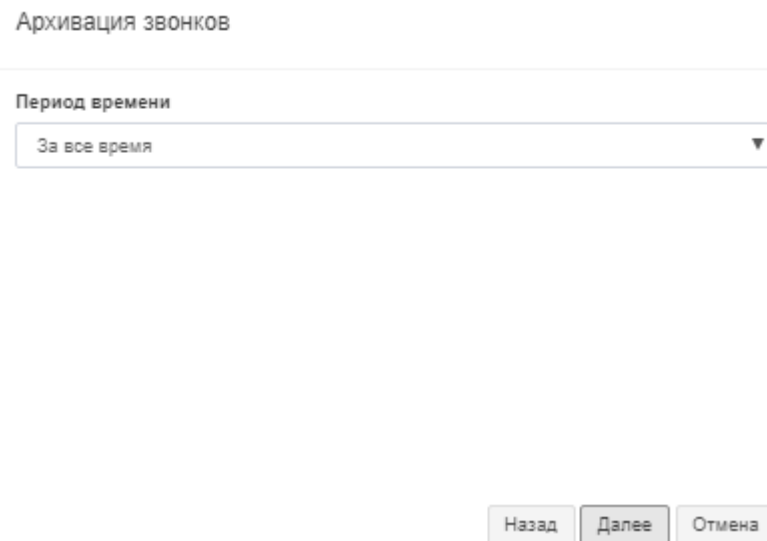 Архивация звонков
Период времени
За все время
Назад Далее Отмена